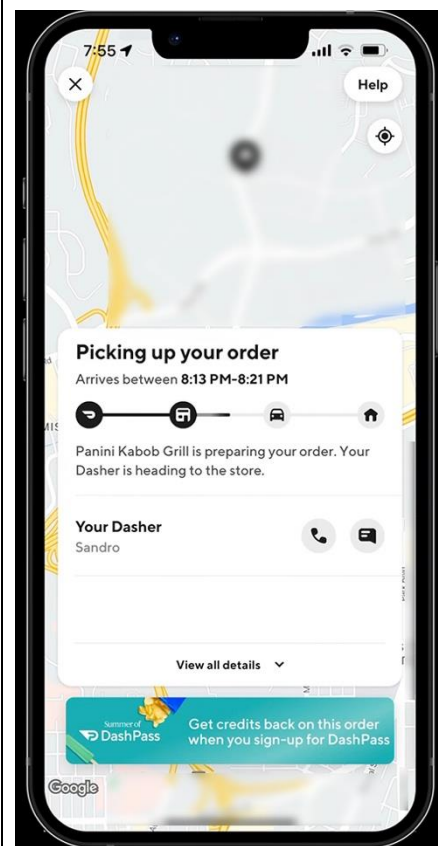 7:55
Help
Picking up your order
Arrives between 8:13 PM-8:21 PM
Panini Kabob Grill is preparing your order. Your
Dasher is heading to the store.
Your Dasher
Sandro
View all details
Summer of
DashPass
Get credits back on this order
when you sign-up for DashPass
Google